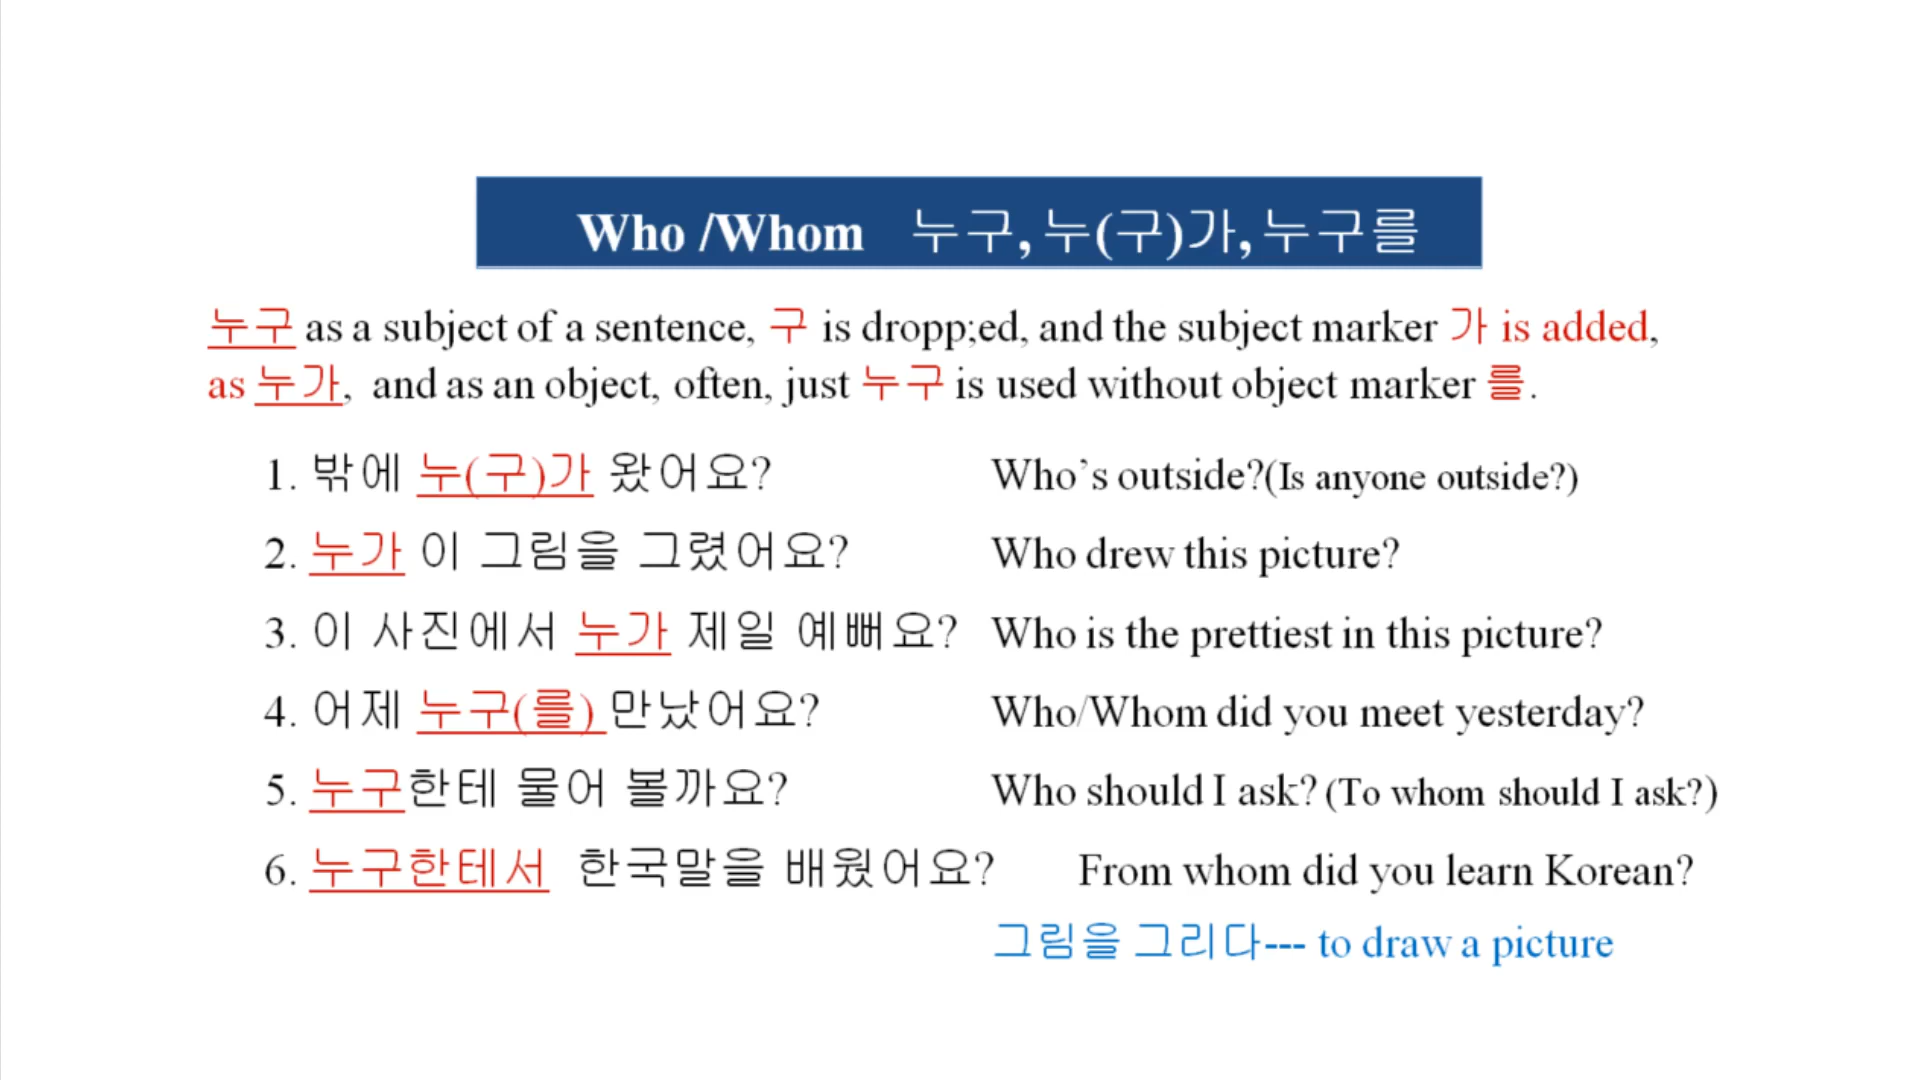 Who /Whom 누구, 누(구)가, 누구를
누구 as a subject of a sentence, 구 is dropp;ed, and the subject marker 가 is added,
as 누가, and as an object, often, just 누구 is used without object marker 를.
1. 밖에 누(구)가 왔어요? Who’s outside?(Is anyone outside?)
2. 누가 이 그림을 그렸어요? Who drew this picture?
3. 이 사진에서 누가 제일 예뻐요? Who is the prettiest in this picture?
4. 어제 누구(를) 만났어요? Who/Whom did you meet yesterday?
5. 누구한테 물어 볼까요? Who should I ask? (To whom should I ask?)
6. 누구한테서 한국말을 배웠어요? From whom did you learn Korean?
그림을 그리다--- to draw a picture